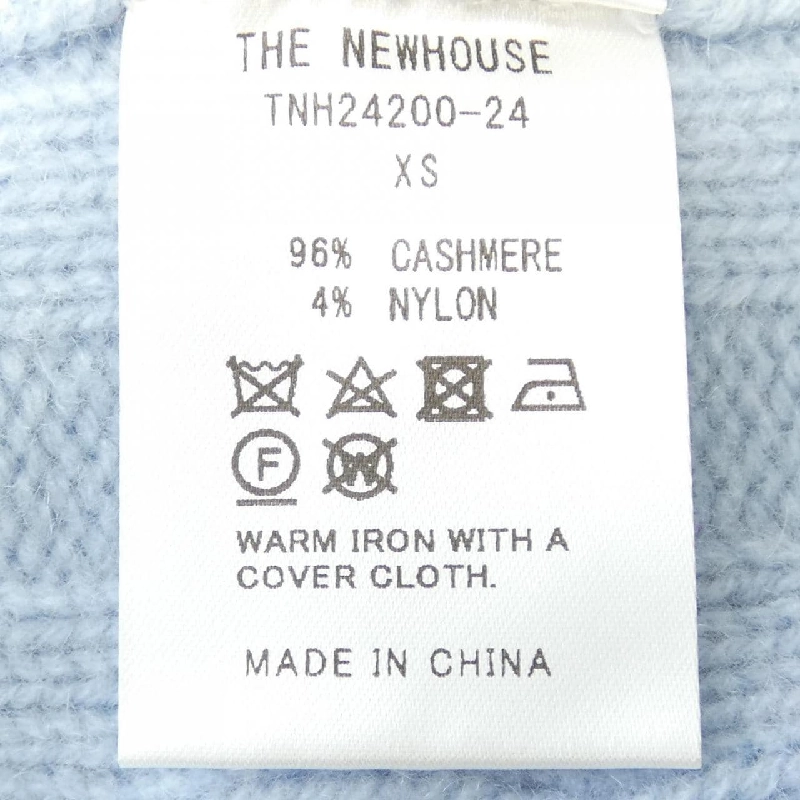 THE NEWHOUSE
TNH24200-24
XS
96% CASHMERE
4% NYLON
F W
WARM IRON WITH A
COVER CLOTH.
MADE IN CHINA